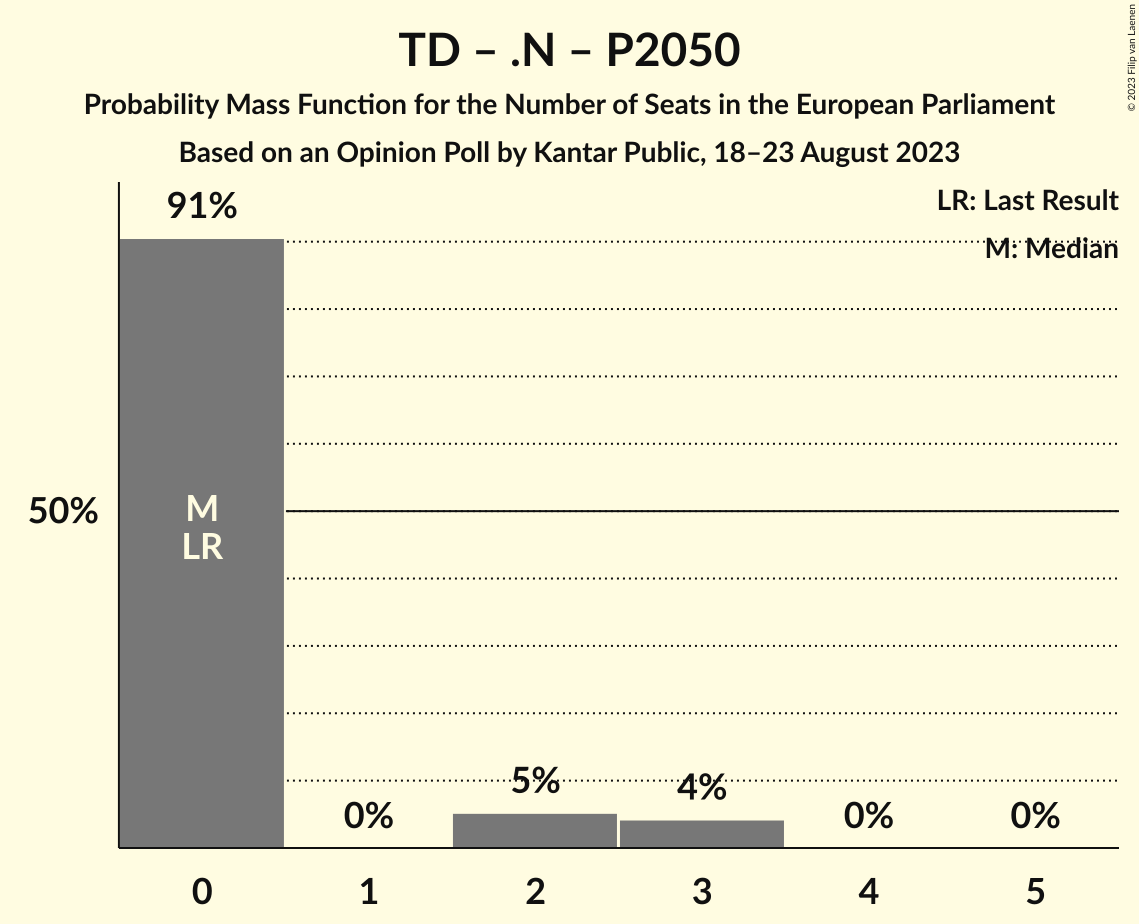 TD – .N – P2050
Probability Mass Function for the Number of Seats in the European Parliament
Based on an Opinion Poll by Kantar Public, 18–23 August 2023
© 2023 Filip van Laenen
LR: Last Result
M: Median
91%
50%
M
LR
0%
5%
4%
0%
0%
0
1
2
3
4
5